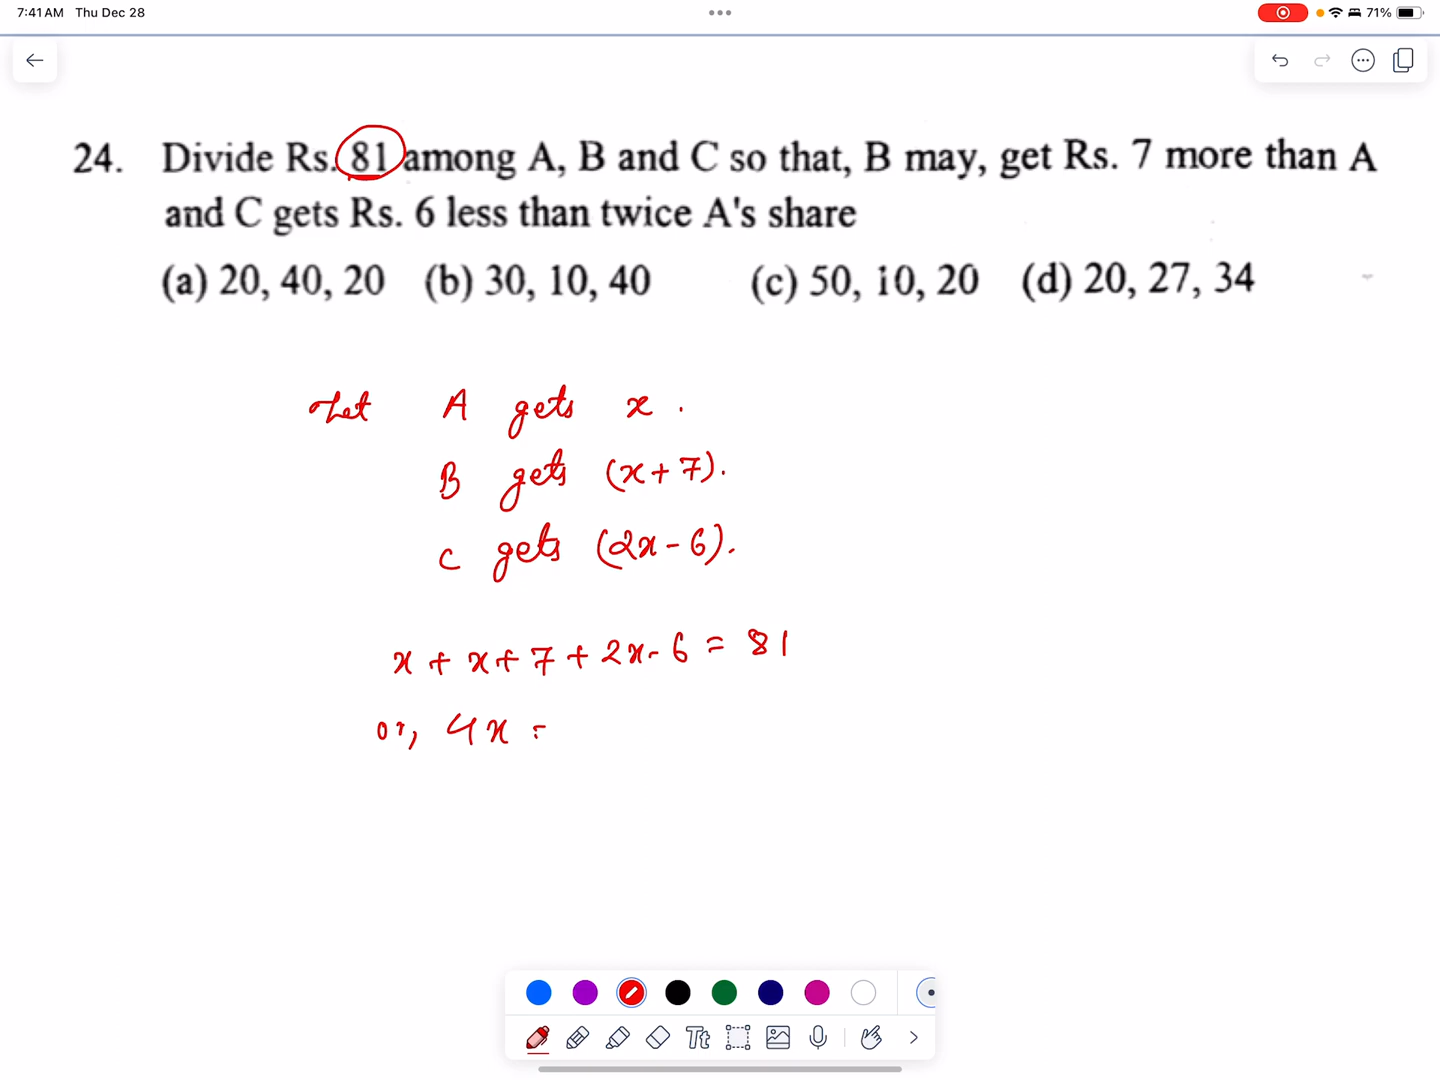 7:41 AM Thu Dec 28
71%
24. Divide Rs. 81 among A, B and C so that, B may, get Rs. 7 more than A
and C gets Rs. 6 less than twice A's share
(a) 20, 40, 20 (b) 30, 10, 40 (c) 50, 10, 20 (d) 20, 27, 34
Let A gets x.
B gets (x+7).
C gets (2x-6).
x + x + 7 + 2x - 6 = 81
or, 4x =
Tt